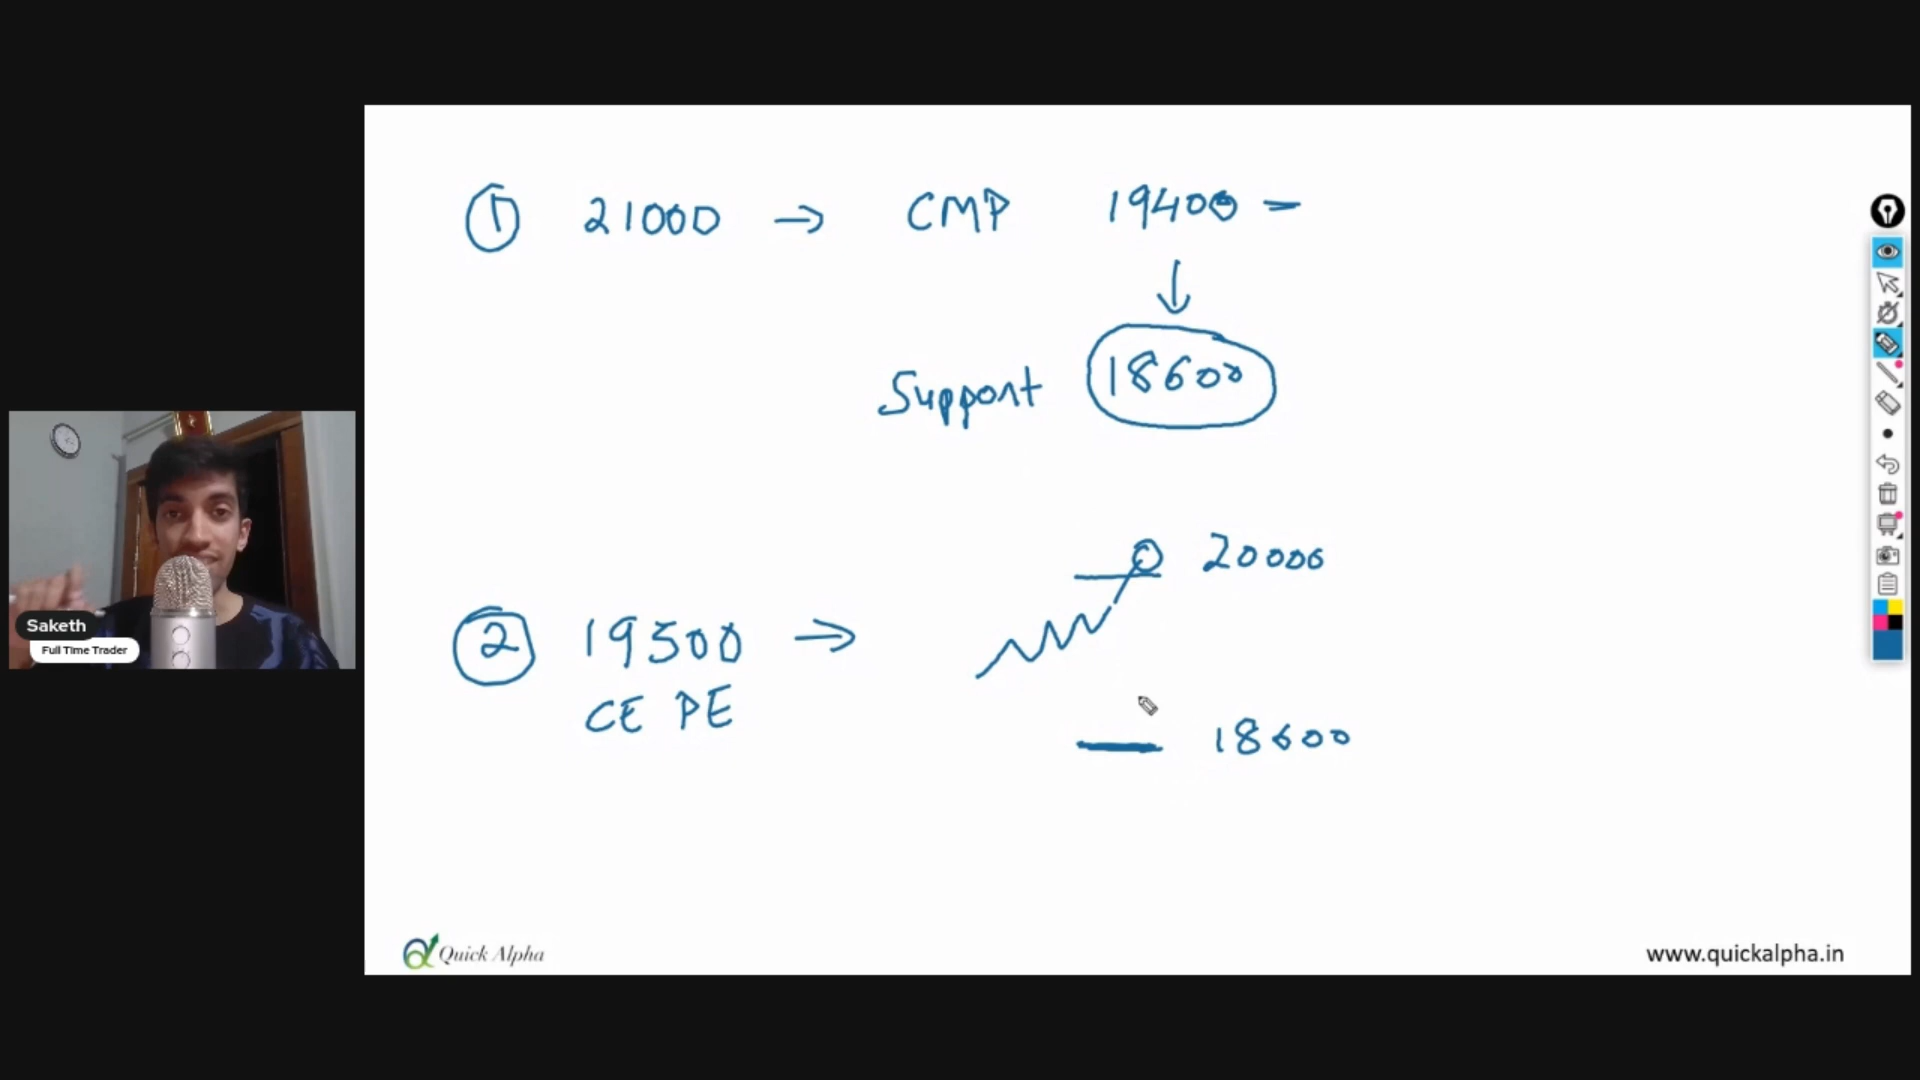 ① 21000 → CMP 19400 –
↓
Support 18600
20000
② 19500 →
CE PE
18600
Saketh
Full Time Trader
Quick Alpha
www.quickalpha.in